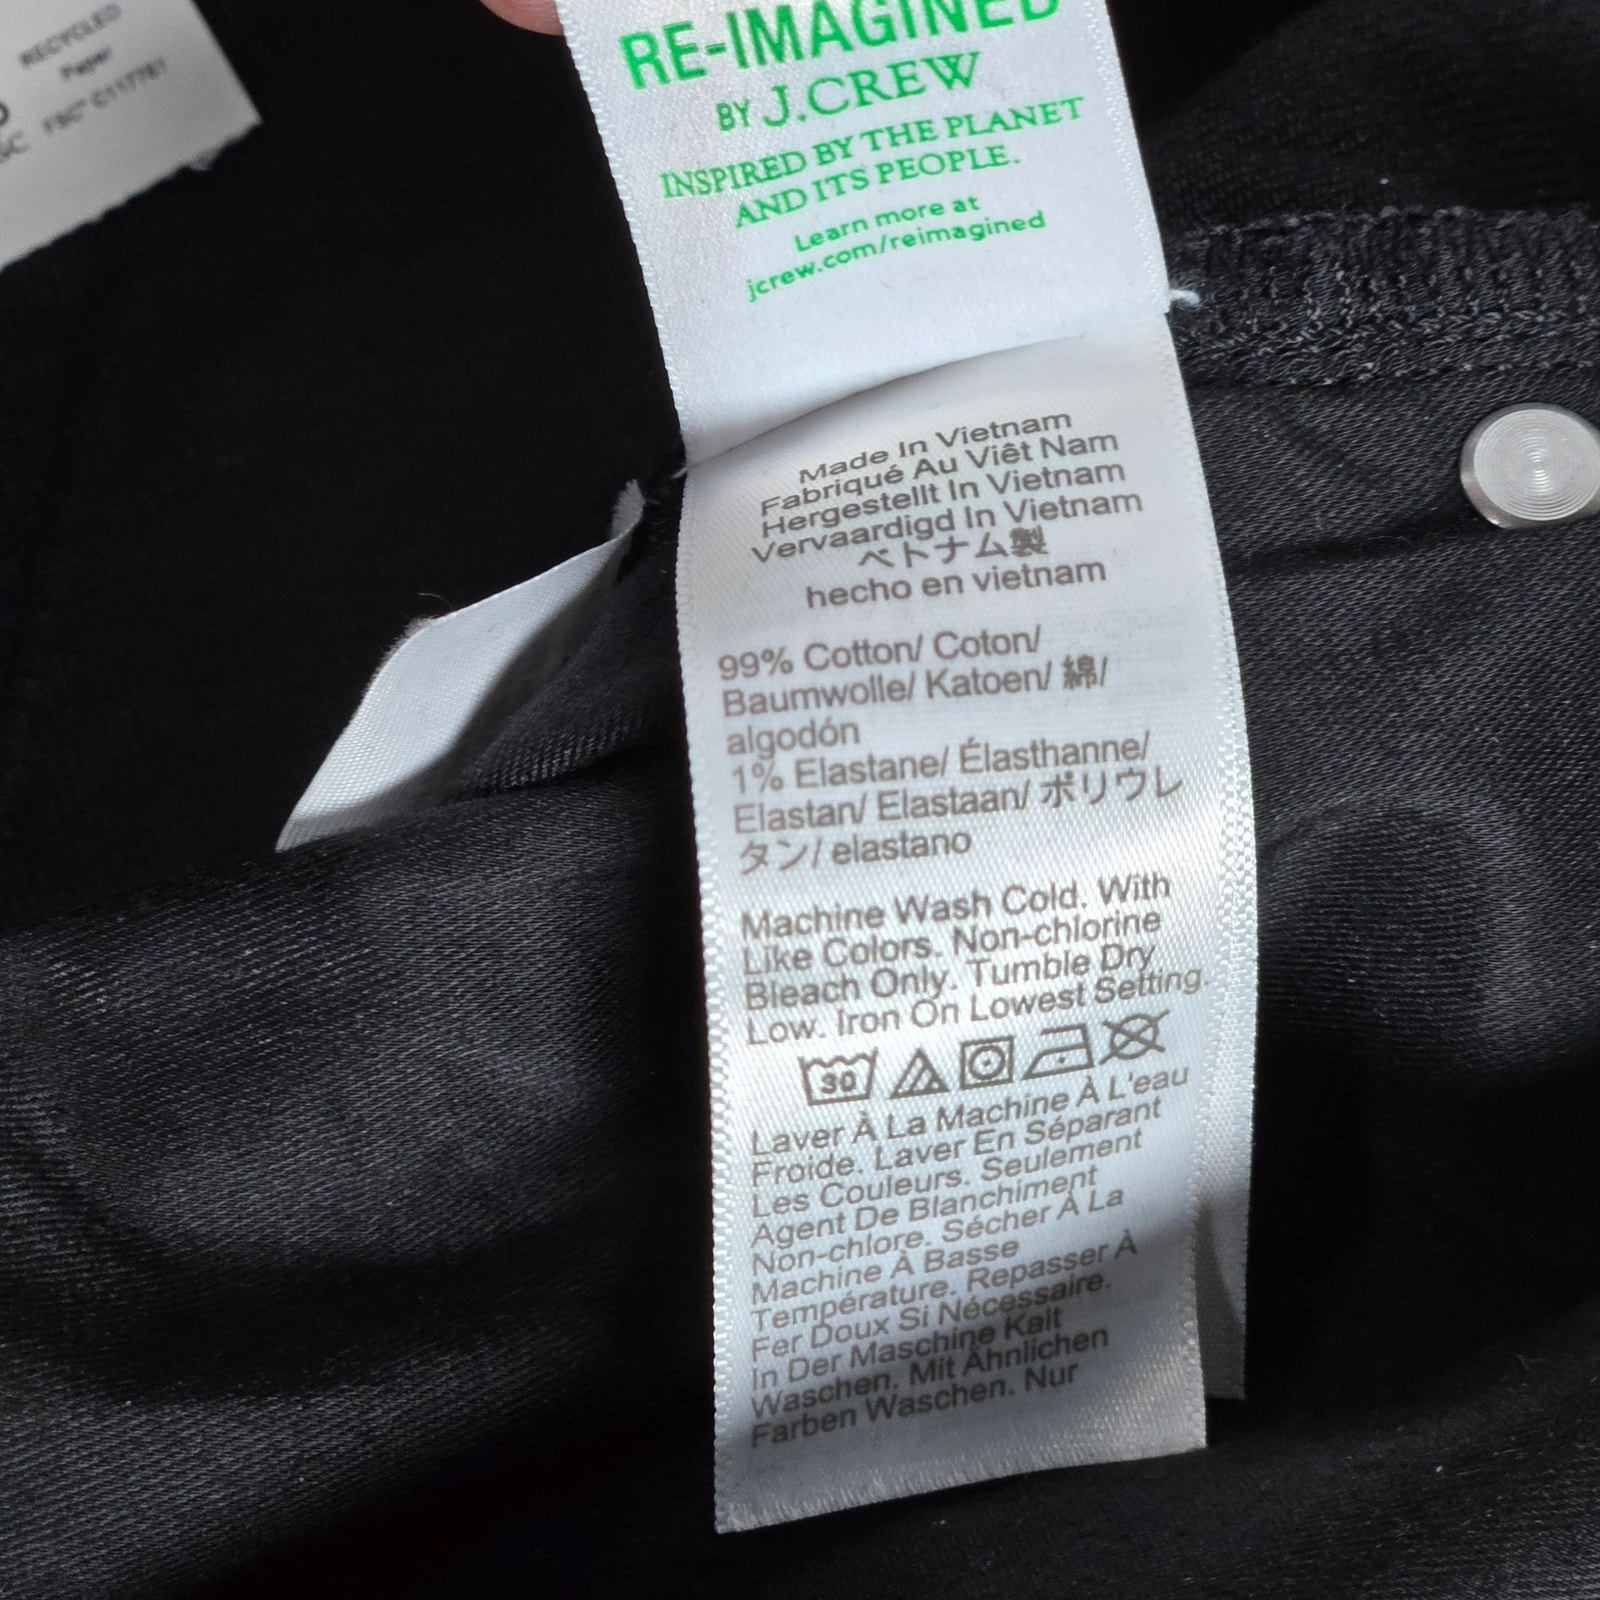 RECYCLED
Paper
FSC™ C117761
RE-IMAGINED
BY J.CREW
INSPIRED BY THE PLANET
AND ITS PEOPLE.
Learn more at
jcrew.com/reimagined
Made In Vietnam
Fabriqué Au Viêt Nam
Hergestellt In Vietnam
Vervaardigd In Vietnam
ベトナム製
hecho en vietnam
99% Cotton/ Coton/
Baumwolle/ Katoen/ 綿/
algodón
1% Elastane/ Élasthanne/
Elastan/ Elastaan/ ポリウレ
タン/ elastano
Machine Wash Cold. With
Like Colors. Non-chlorine
Bleach Only. Tumble Dry
Low. Iron On Lowest Setting.
30
Laver À La Machine À L'eau
Froide. Laver En Séparant
Les Couleurs. Seulement
Agent De Blanchiment
Non-chlore. Sécher À La
Machine À Basse
Température. Repasser À
Fer Doux Si Nécessaire.
In Der Maschine Kalt
Waschen. Mit Ähnlichen
Farben Waschen. Nur